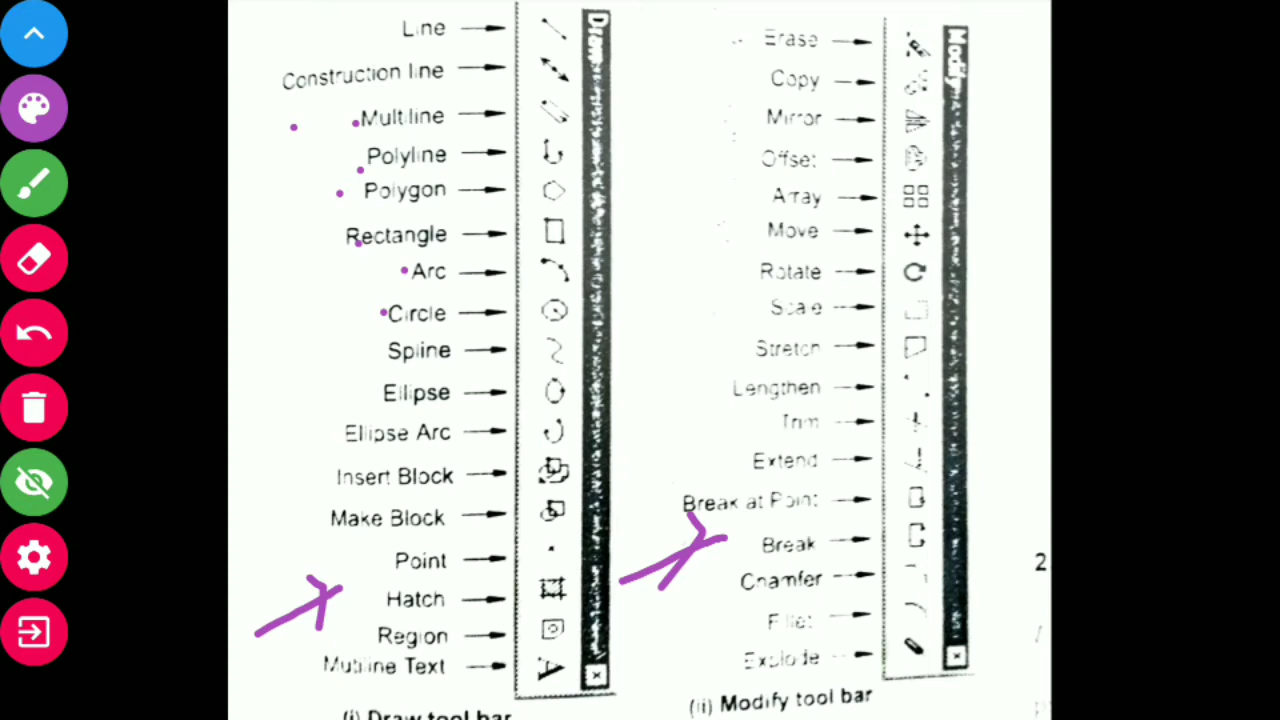 Line
Construction line
Multiline
Polyline
Polygon
Rectangle
Arc
Circle
Spline
Ellipse
Ellipse Arc
Insert Block
Make Block
Point
Hatch
Region
Mutiline Text
Draw
(i) Draw tool bar
Erase
Copy
Mirror
Offset
Array
Move
Rotate
Scale
Stretch
Lengthen
Trim
Extend
Break at Point
Break
Chamfer
Fillet
Explode
Modify
(ii) Modify tool bar
2